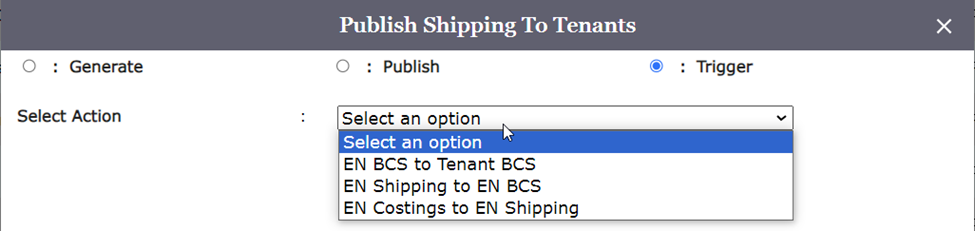 Publish Shipping To Tenants ×
: Generate : Publish : Trigger
Select Action : Select an option
Select an option
EN BCS to Tenant BCS
EN Shipping to EN BCS
EN Costings to EN Shipping